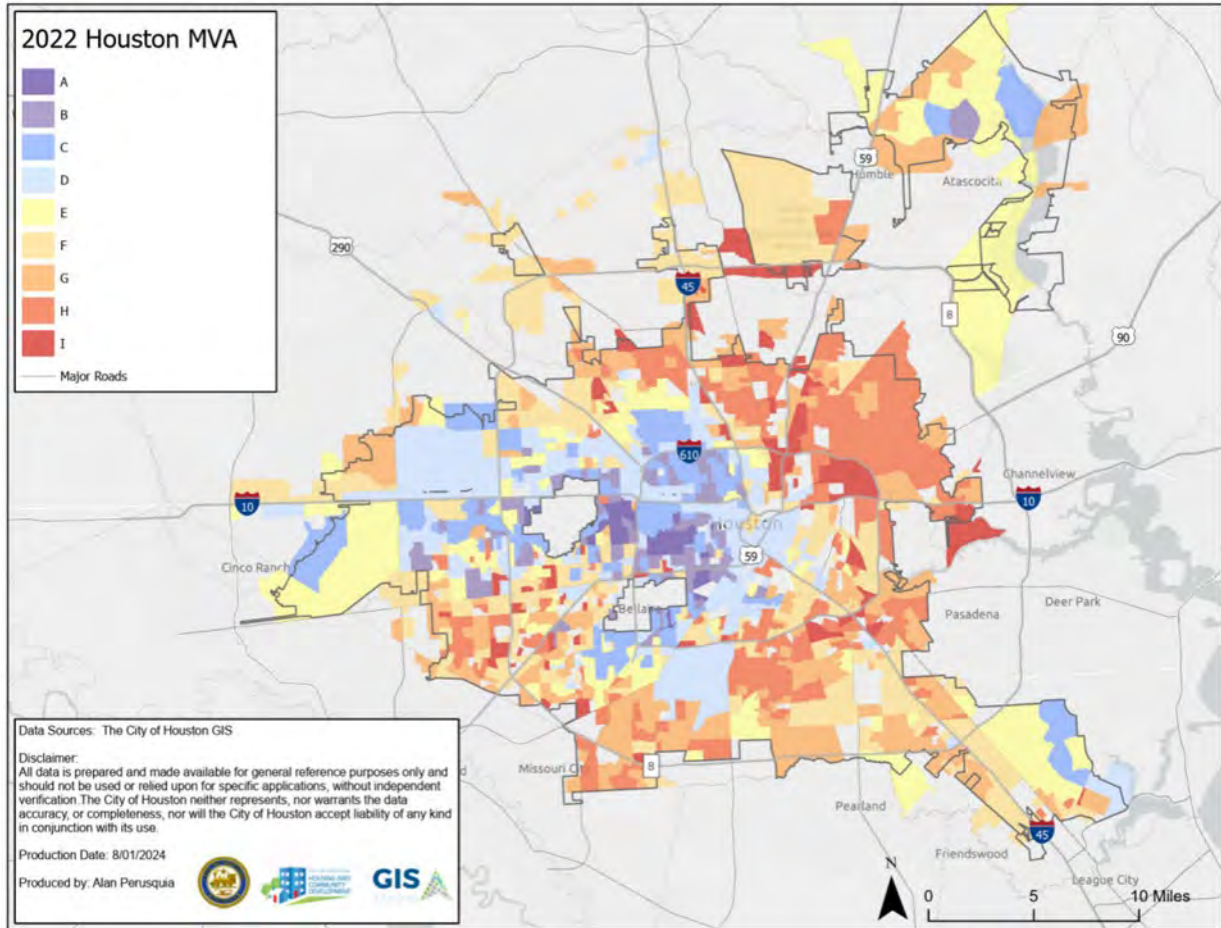 2022 Houston MVA
A
B
C
D
E
F
G
H
I
Major Roads
59
Humble
Atascocita
290
45
8
90
610
Channelview
10
10
Houston
59
Cinco Ranch
Bellaire
Pasadena
Deer Park
Missouri City
8
Pearland
45
Friendswood
League City
N
0 5 10 Miles
Data Sources: The City of Houston GIS
Disclaimer:
All data is prepared and made available for general reference purposes only and
should not be used or relied upon for specific applications, without independent
verification.The City of Houston neither represents, nor warrants the data
accuracy, or completeness, nor will the City of Houston accept liability of any kind
in conjunction with its use.
Production Date: 8/01/2024
Produced by: Alan Perusquia
HOUSING AND
COMMUNITY
DEVELOPMENT
GIS